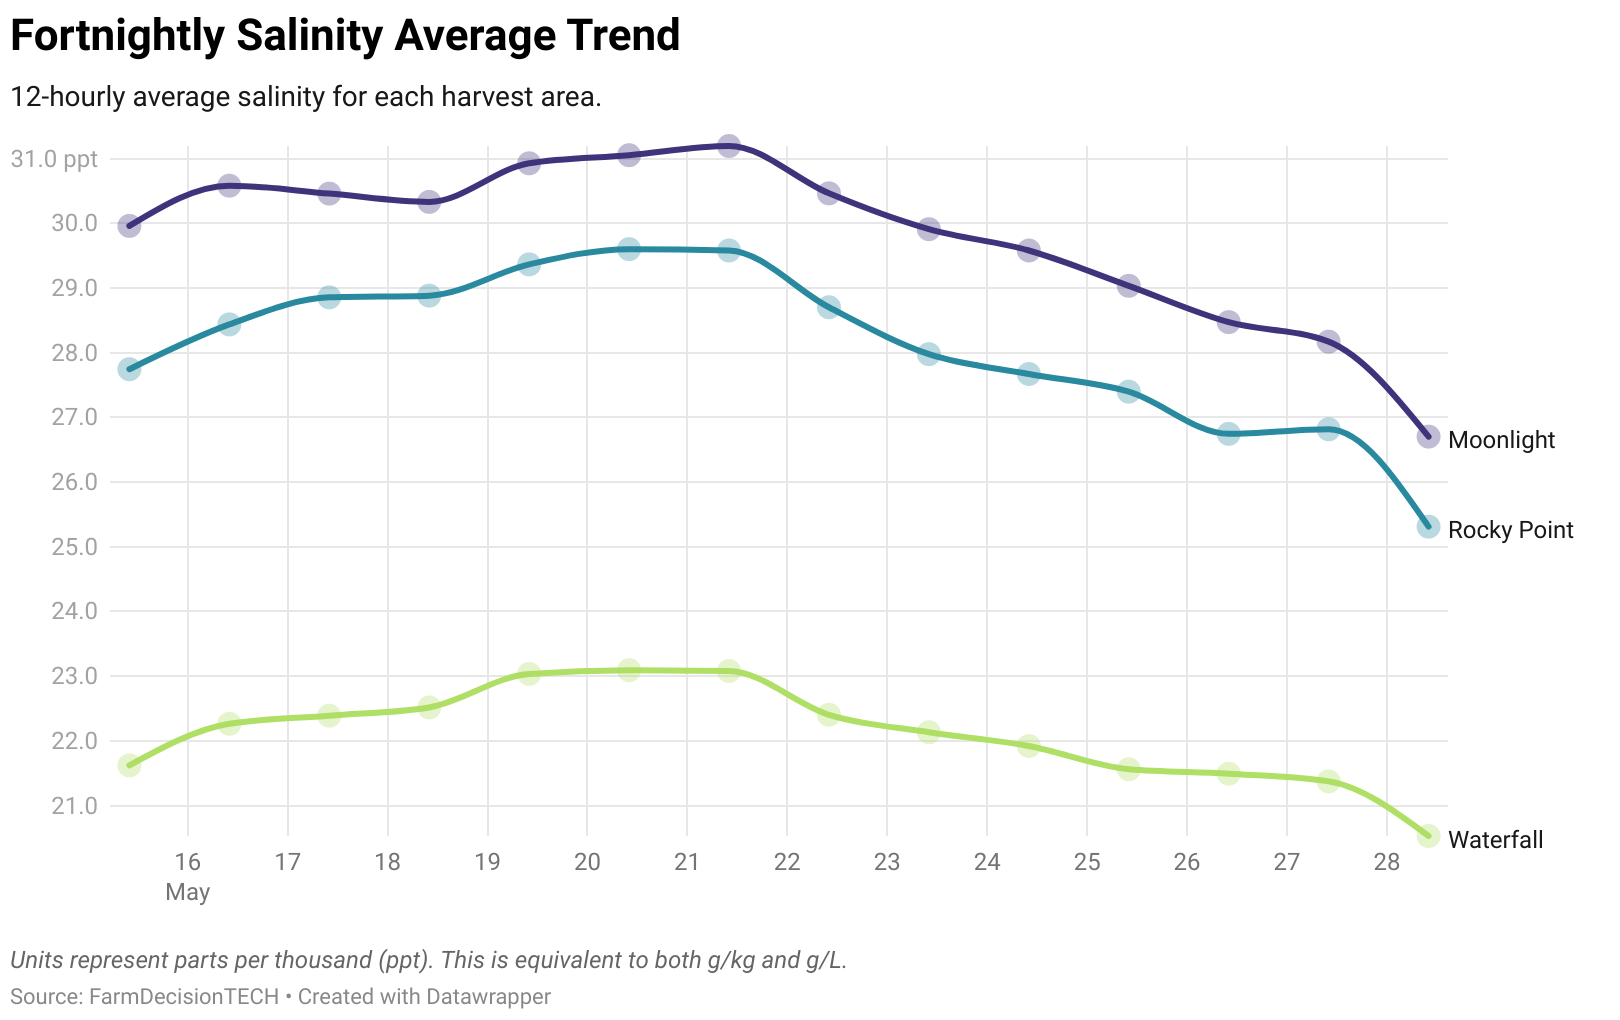 Fortnightly Salinity Average Trend
12-hourly average salinity for each harvest area.
31.0 ppt
30.0
29.0
28.0
27.0
26.0
25.0
24.0
23.0
22.0
21.0
Moonlight
Rocky Point
Waterfall
16 17 18 19 20 21 22 23 24 25 26 27 28
May
Units represent parts per thousand (ppt). This is equivalent to both g/kg and g/L.
Source: FarmDecisionTECH • Created with Datawrapper